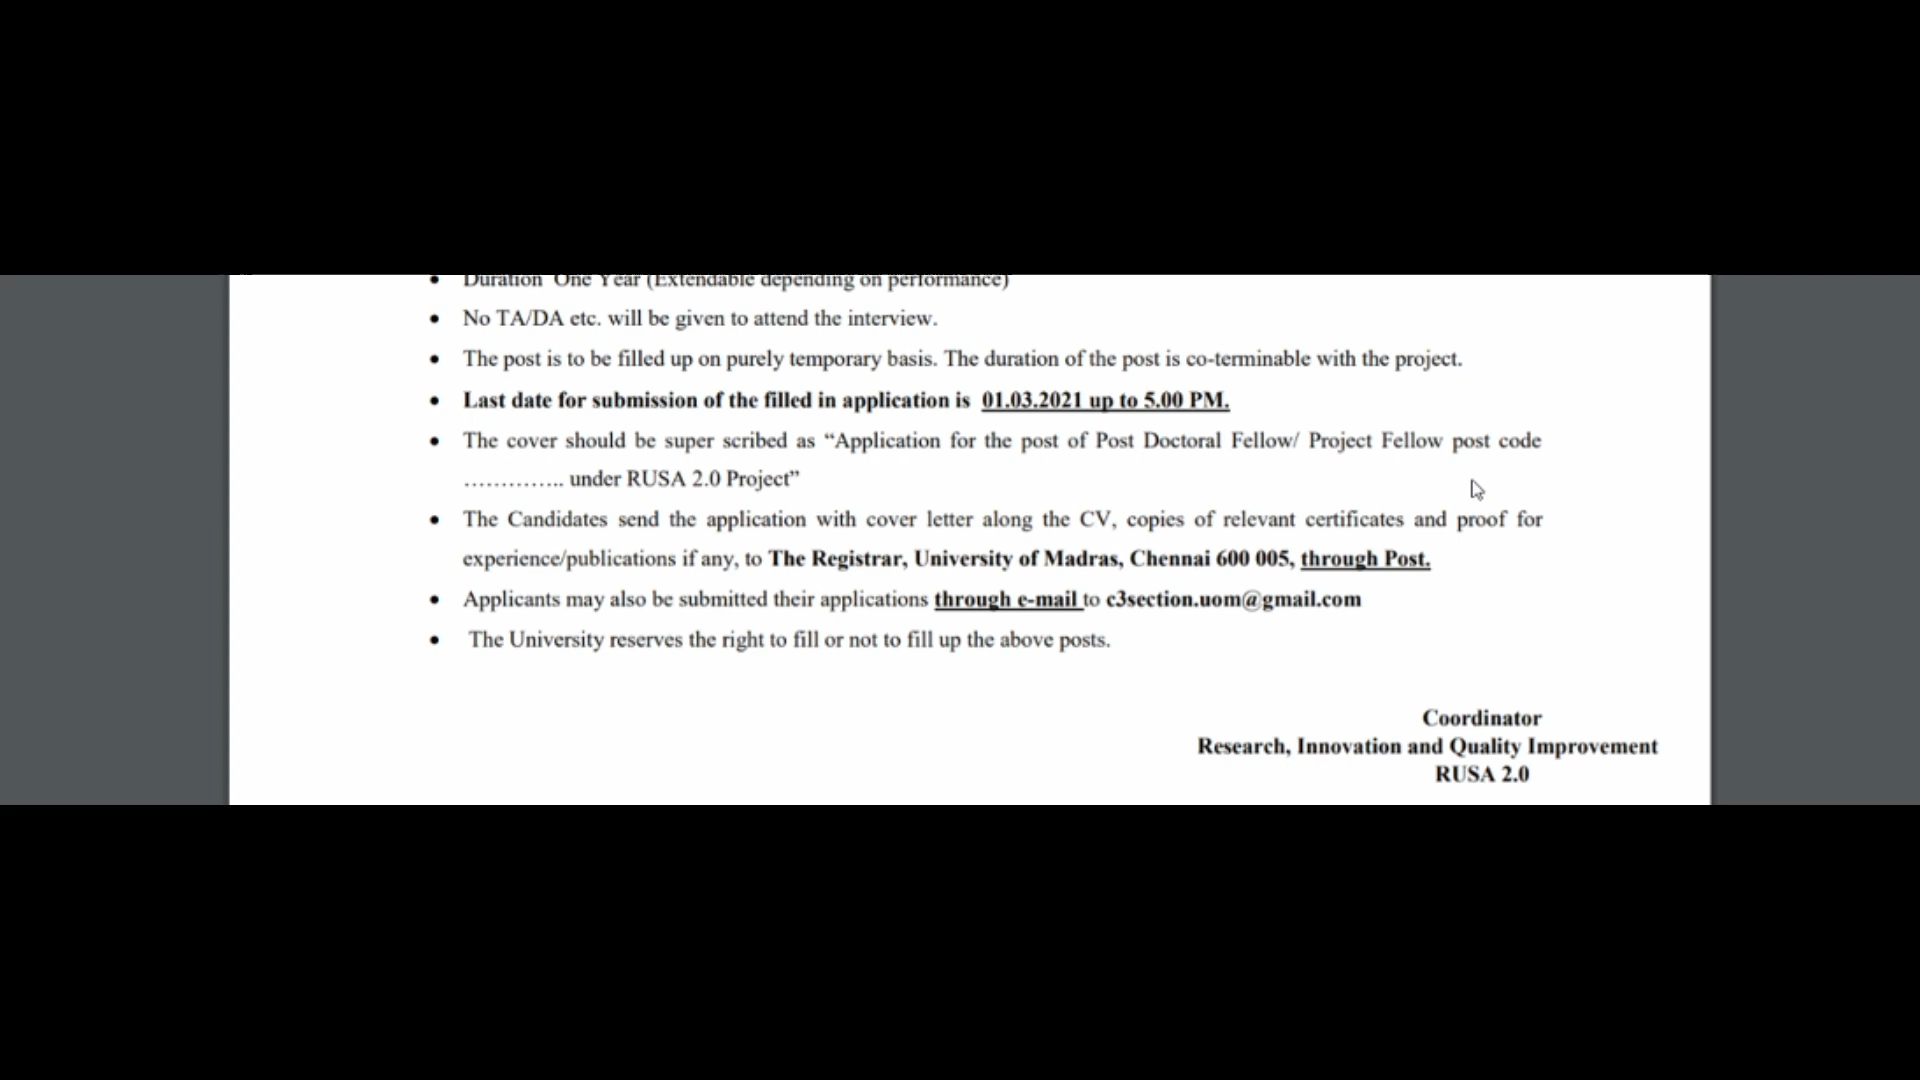 • Duration One Year (Extendable depending on performance)
• No TA/DA etc. will be given to attend the interview.
• The post is to be filled up on purely temporary basis. The duration of the post is co-terminable with the project.
• Last date for submission of the filled in application is 01.03.2021 up to 5.00 PM.
• The cover should be super scribed as “Application for the post of Post Doctoral Fellow/ Project Fellow post code
………….. under RUSA 2.0 Project”
• The Candidates send the application with cover letter along the CV, copies of relevant certificates and proof for
experience/publications if any, to The Registrar, University of Madras, Chennai 600 005, through Post.
• Applicants may also be submitted their applications through e-mail to c3section.uom@gmail.com
• The University reserves the right to fill or not to fill up the above posts.
Coordinator
Research, Innovation and Quality Improvement
RUSA 2.0